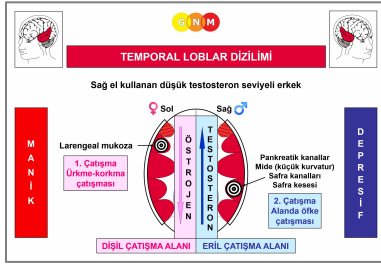 GNM
TEMPORAL LOBLAR DİZİLİMİ
Sağ el kullanan düşük testosteron seviyeli erkek
♀ Sol
Sağ ♂
MANİK
Larengeal mukoza
1. Çatışma
Ürkme-korkma
çatışması
ÖSTROJEN
TESTOSTERON
Pankreatik kanallar
Mide (küçük kurvatur)
Safra kanalları
Safra kesesi
2. Çatışma
Alanda öfke
çatışması
DEPRESİF
DİŞİL ÇATIŞMA ALANI
ERİL ÇATIŞMA ALANI